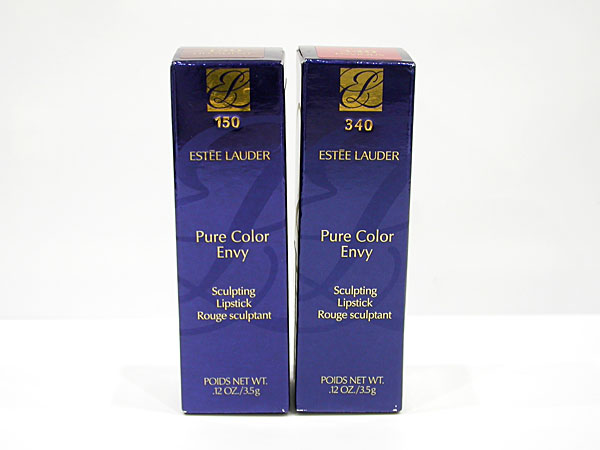 150
ESTĒE LAUDER
Pure Color
Envy
Sculpting
Lipstick
Rouge sculptant
POIDS NET WT.
.12 OZ./3.5g
340
ESTĒE LAUDER
Pure Color
Envy
Sculpting
Lipstick
Rouge sculptant
POIDS NET WT.
.12 OZ./3.5g